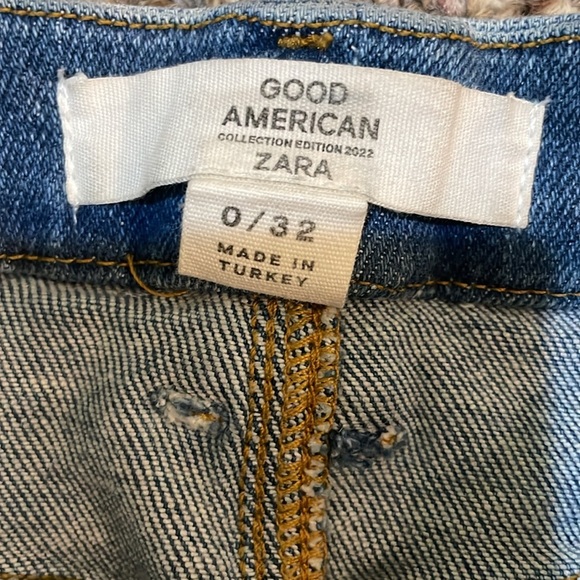 GOOD
AMERICAN
COLLECTION EDITION 2022
ZARA
0/32
MADE IN
TURKEY